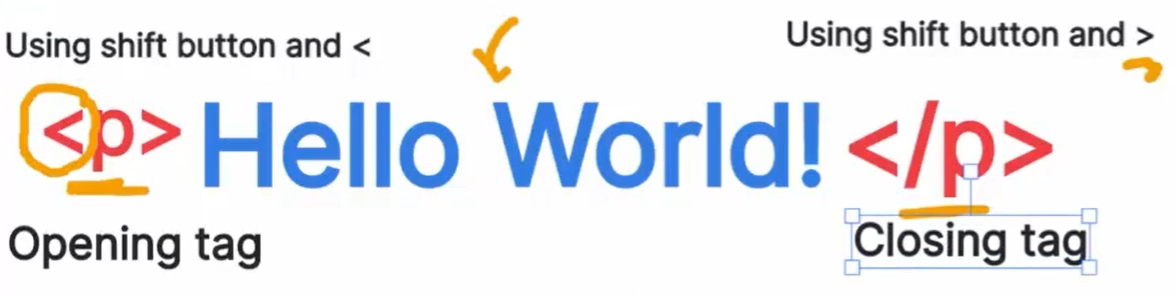 Using shift button and <
Using shift button and >
<p> Hello World! </p>
Opening tag
Closing tag